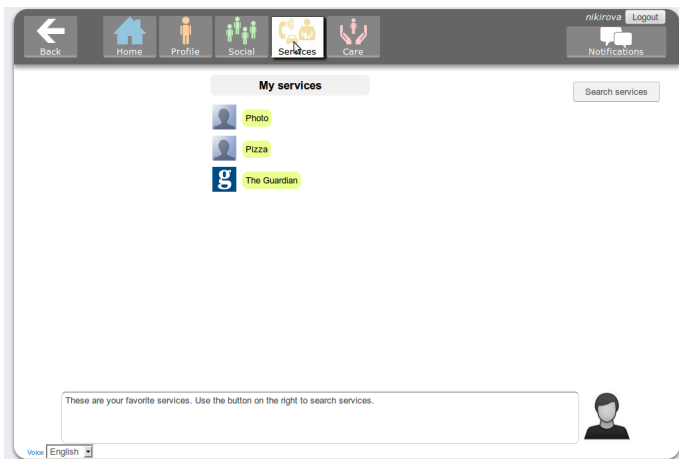 nikirova Logout
Back Home Profile Social Services Care Notifications
My services
Search services
Photo
Pizza
g The Guardian
These are your favorite services. Use the button on the right to search services.
Voice English